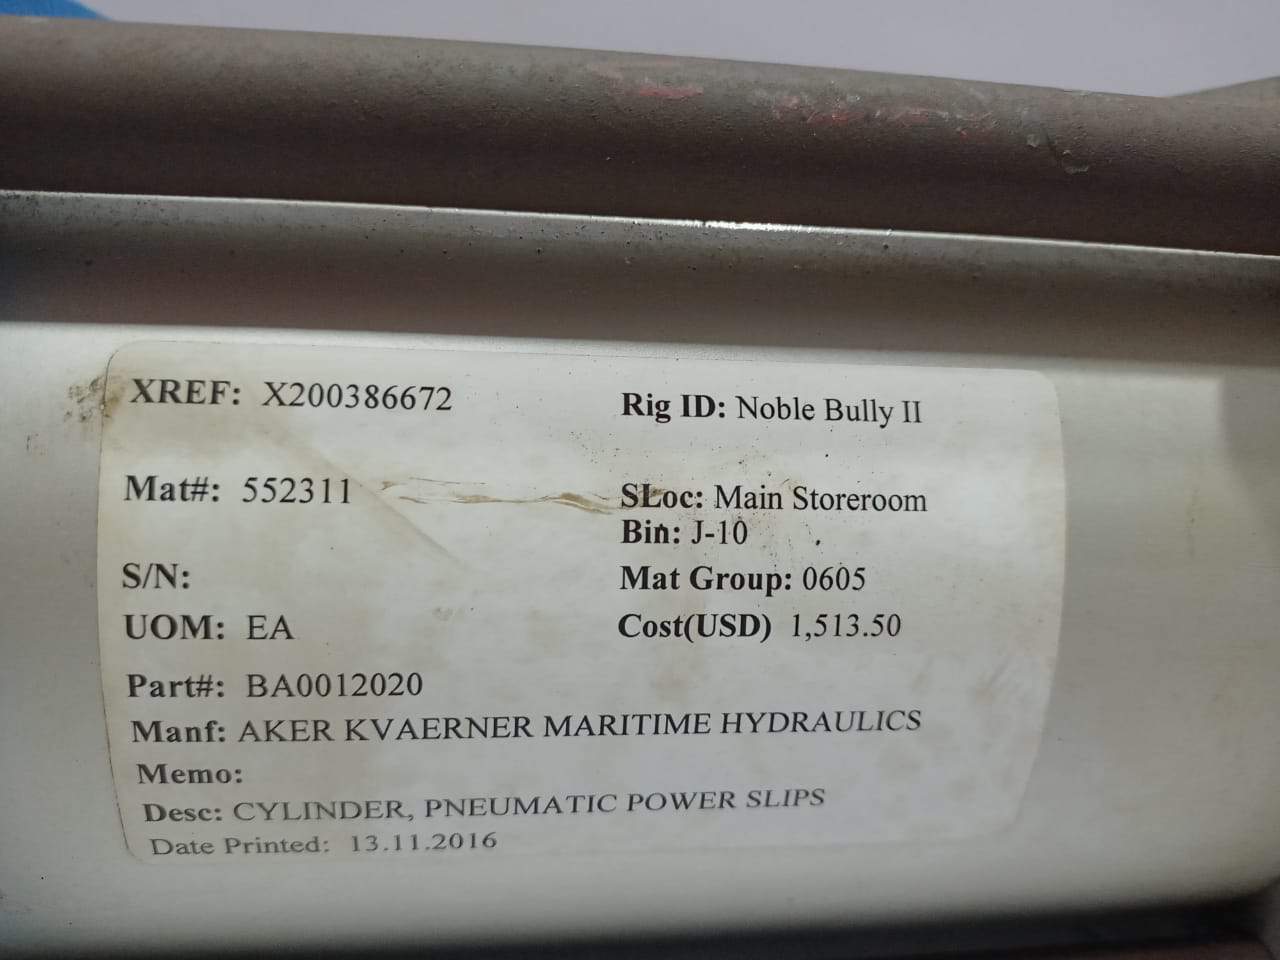 XREF: X200386672
Rig ID: Noble Bully II
Mat#: 552311
SLoc: Main Storeroom
Bin: J-10
S/N:
Mat Group: 0605
UOM: EA
Cost(USD) 1,513.50
Part#: BA0012020
Manf: AKER KVAERNER MARITIME HYDRAULICS
Memo:
Desc: CYLINDER, PNEUMATIC POWER SLIPS
Date Printed: 13.11.2016